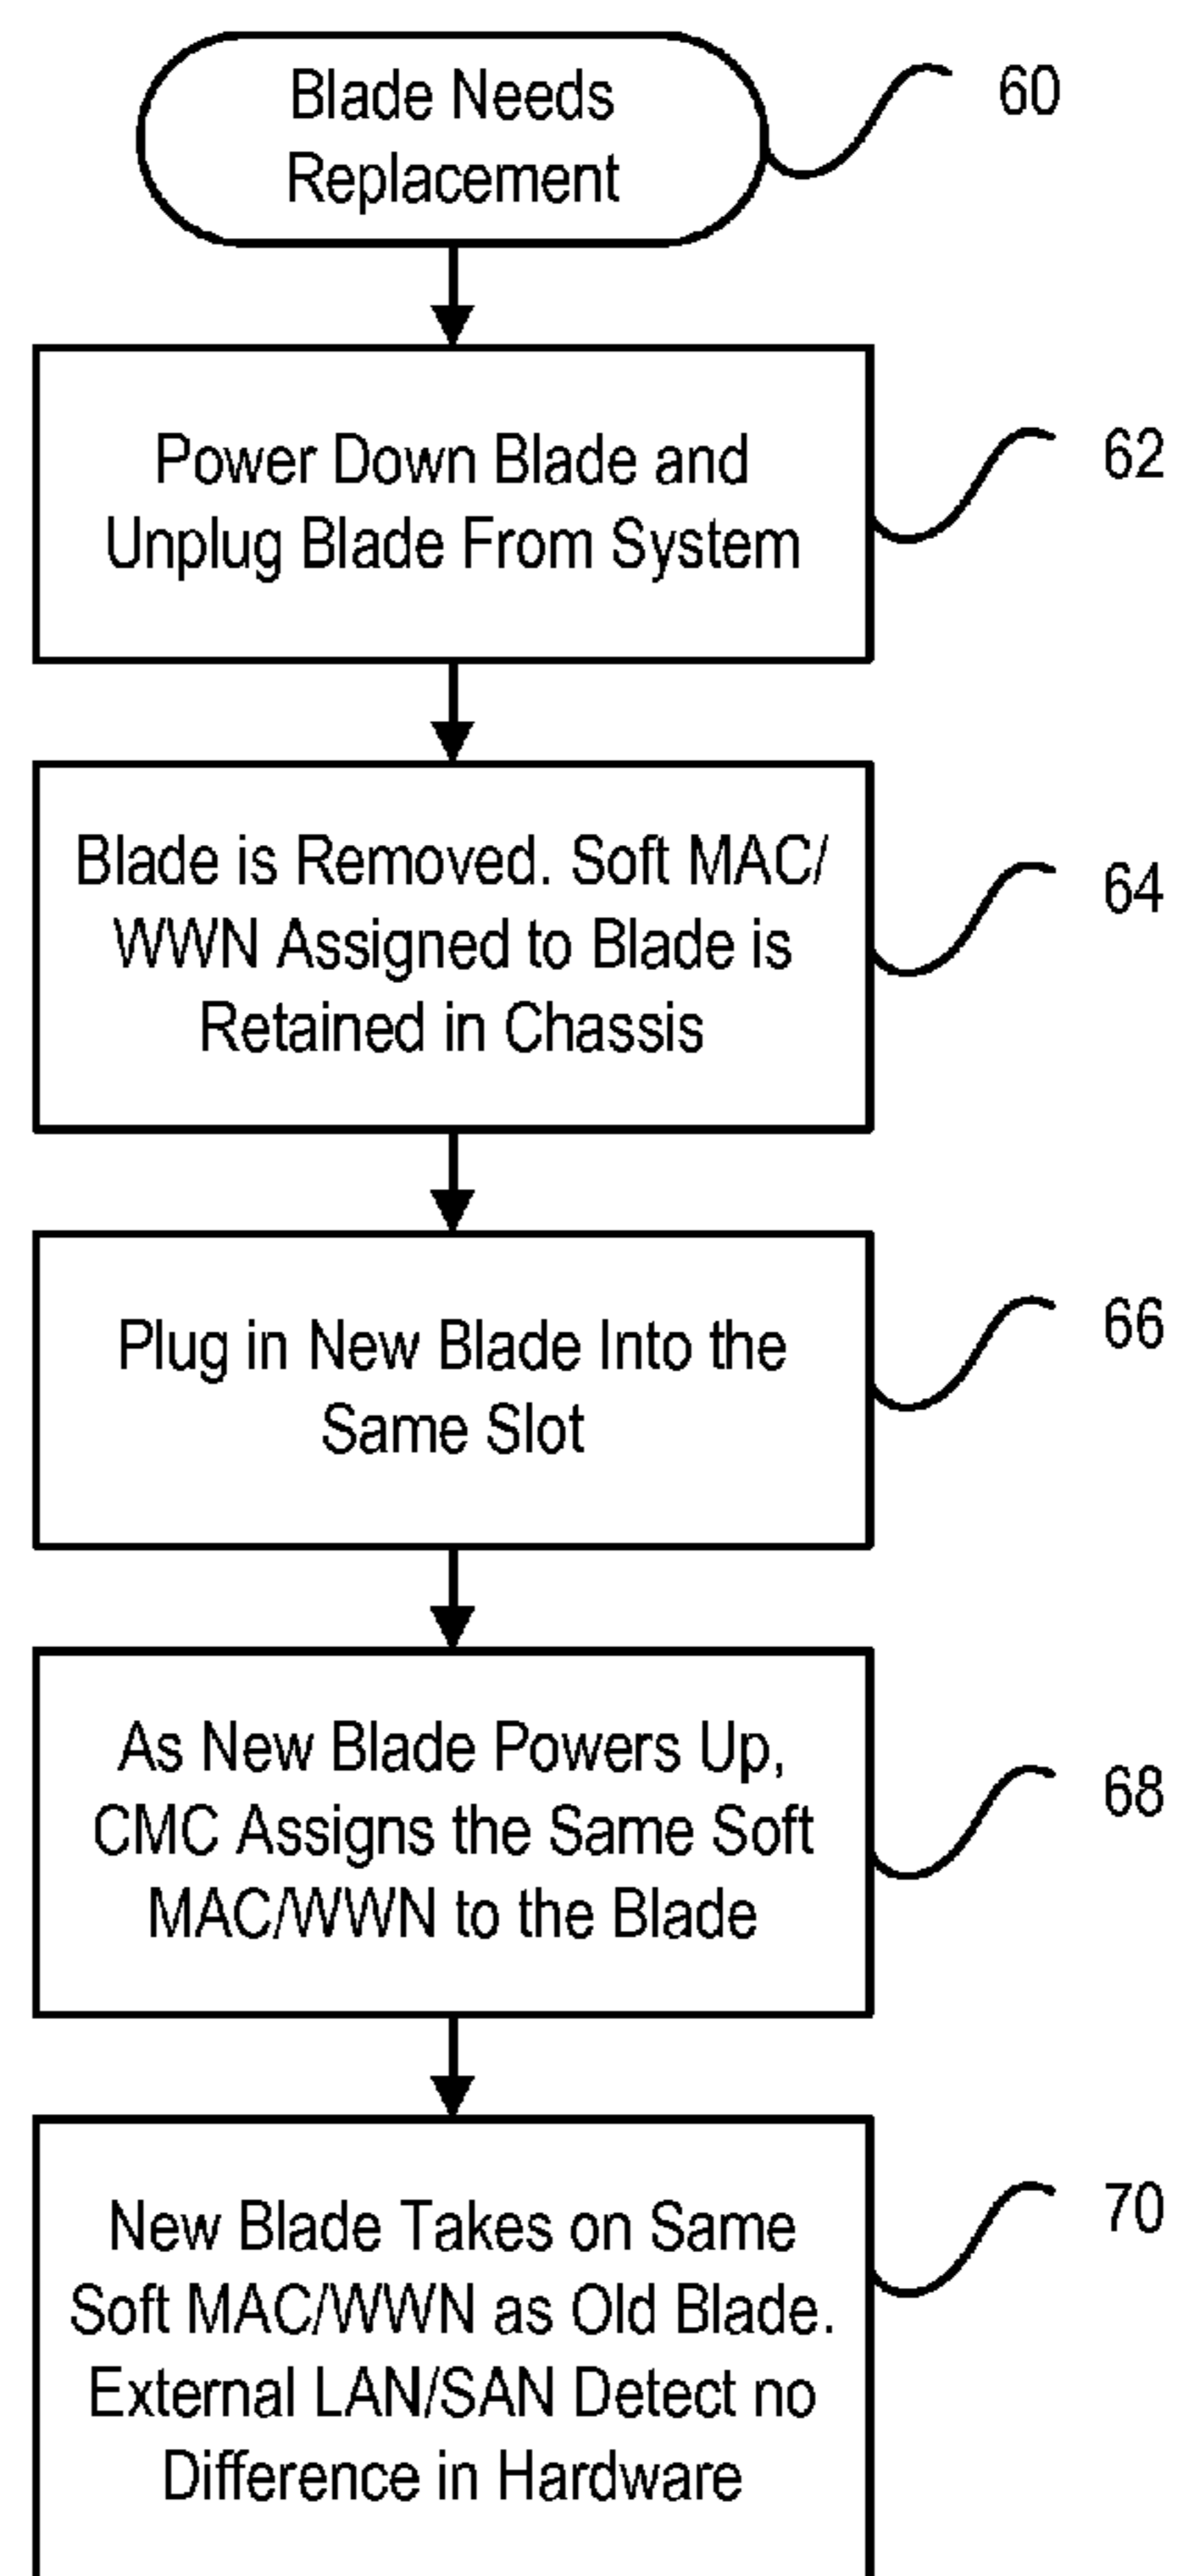 Blade Needs
Replacement
60
Power Down Blade and
Unplug Blade From System
62
Blade is Removed. Soft MAC/
WWN Assigned to Blade is
Retained in Chassis
64
Plug in New Blade Into the
Same Slot
66
As New Blade Powers Up,
CMC Assigns the Same Soft
MAC/WWN to the Blade
68
New Blade Takes on Same
Soft MAC/WWN as Old Blade.
External LAN/SAN Detect no
Difference in Hardware
70